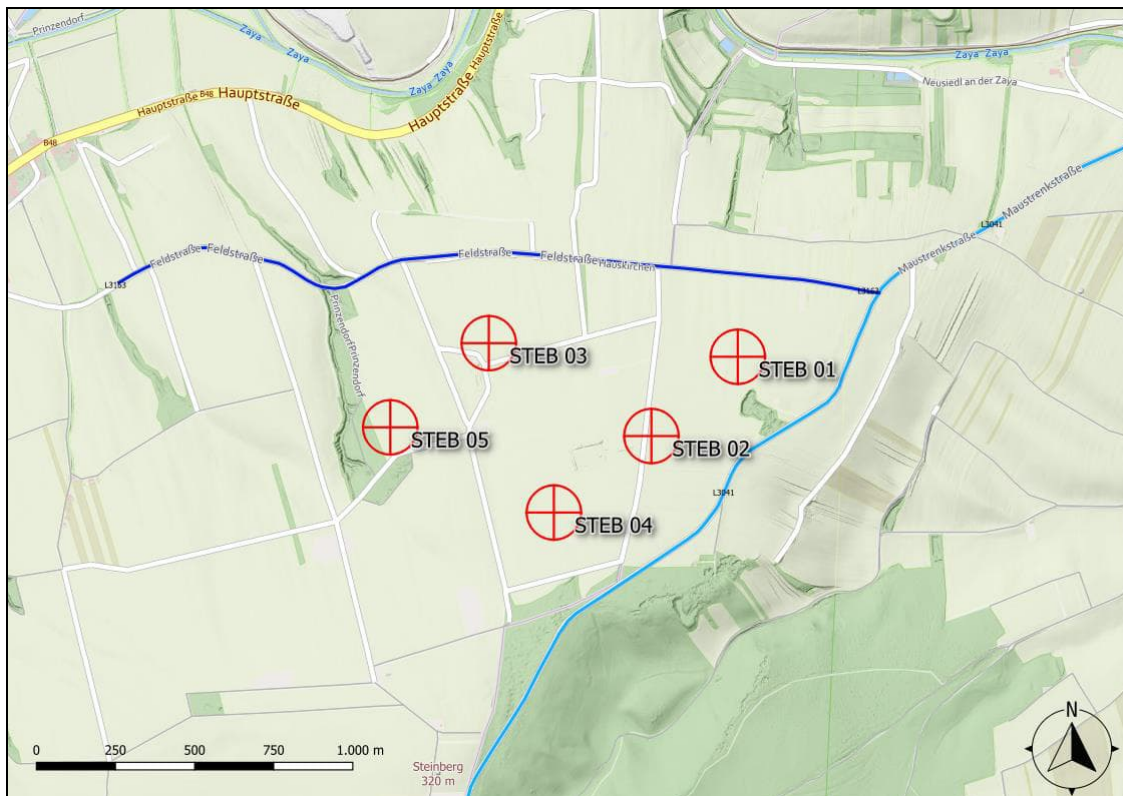 Prinzendorf
Zaya
Zaya
Zaya Zaya
Hauptstraße
Hauptstraße B48 Hauptstraße
Hauptstraße
B48
Zaya Zaya
Neusiedl an der Zaya
Maustrenkstraße
L3041
Maustrenkstraße
Feldstraße Feldstraße
Feldstraße Feldstraße Hauskirchen
L3163
L3163
Prinzendorf Prinzendorf
STEB 03
STEB 01
STEB 05
STEB 02
L3041
STEB 04
0 250 500 750 1.000 m
Steinberg
320 m
N